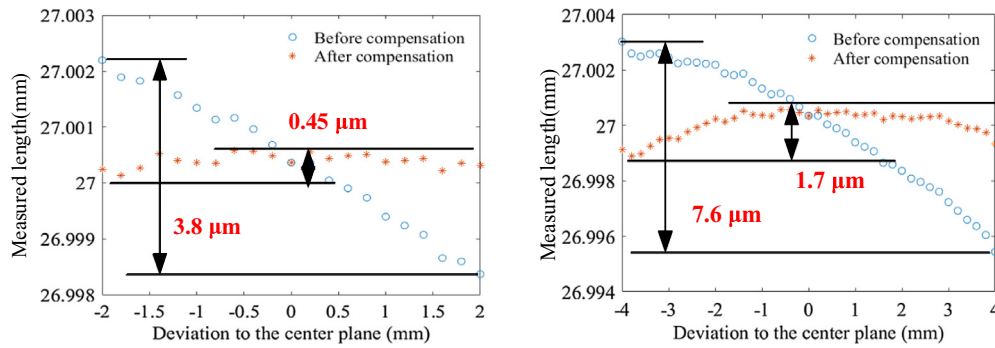 27.003
27.002
27.001
27
26.999
26.998
Measured length(mm)
Before compensation
After compensation
0.45 μm
3.8 μm
-2 -1.5 -1 -0.5 0 0.5 1 1.5 2
Deviation to the center plane (mm)
27.004
27.002
27
26.998
26.996
26.994
Measured length(mm)
Before compensation
After compensation
1.7 μm
7.6 μm
-4 -3 -2 -1 0 1 2 3 4
Deviation to the center plane (mm)